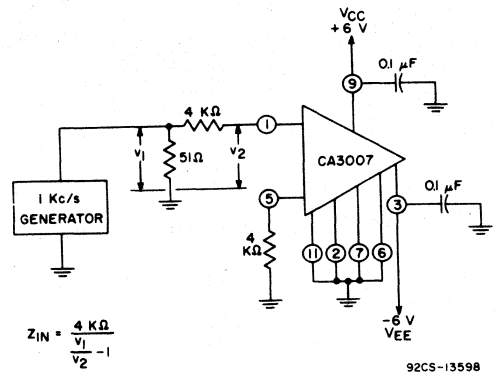 VCC
+6 V
9
0.1 μF
4 KΩ
1
V1
51Ω
V2
CA3007
1 Kc/s
GENERATOR
5
4
KΩ
11
2
7
6
3
0.1 μF
-6 V
VEE
ZIN = 4 KΩ
V1
V2
-1
92CS-13598